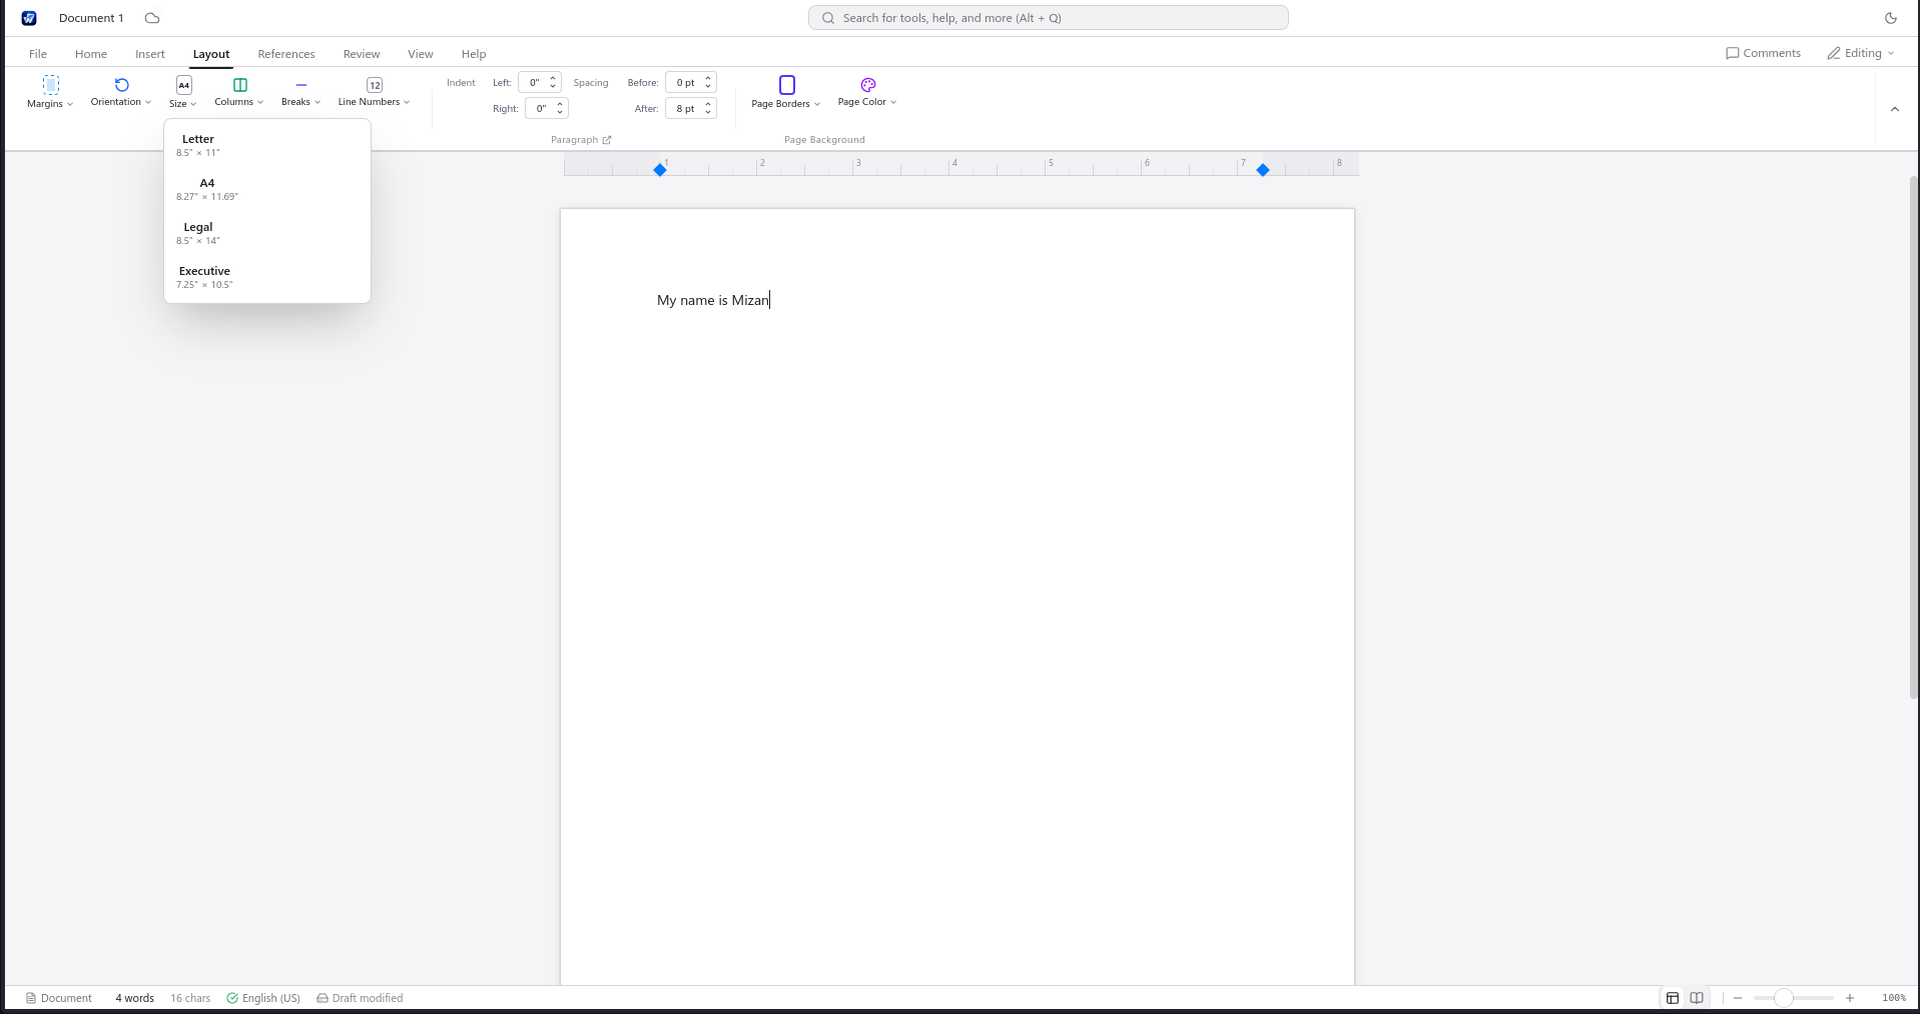 Document 1
Search for tools, help, and more (Alt + Q)
File Home Insert Layout References Review View Help
Comments Editing
Margins Orientation A4 Size Columns Breaks 12 Line Numbers
Indent Left: 0" Spacing Before: 0 pt
Right: 0" After: 8 pt
Page Borders Page Color
Paragraph Page Background
Letter
8.5" × 11"
A4
8.27" × 11.69"
Legal
8.5" × 14"
Executive
7.25" × 10.5"
1 2 3 4 5 6 7 8
My name is Mizan
Document 4 words 16 chars English (US) Draft modified
100%